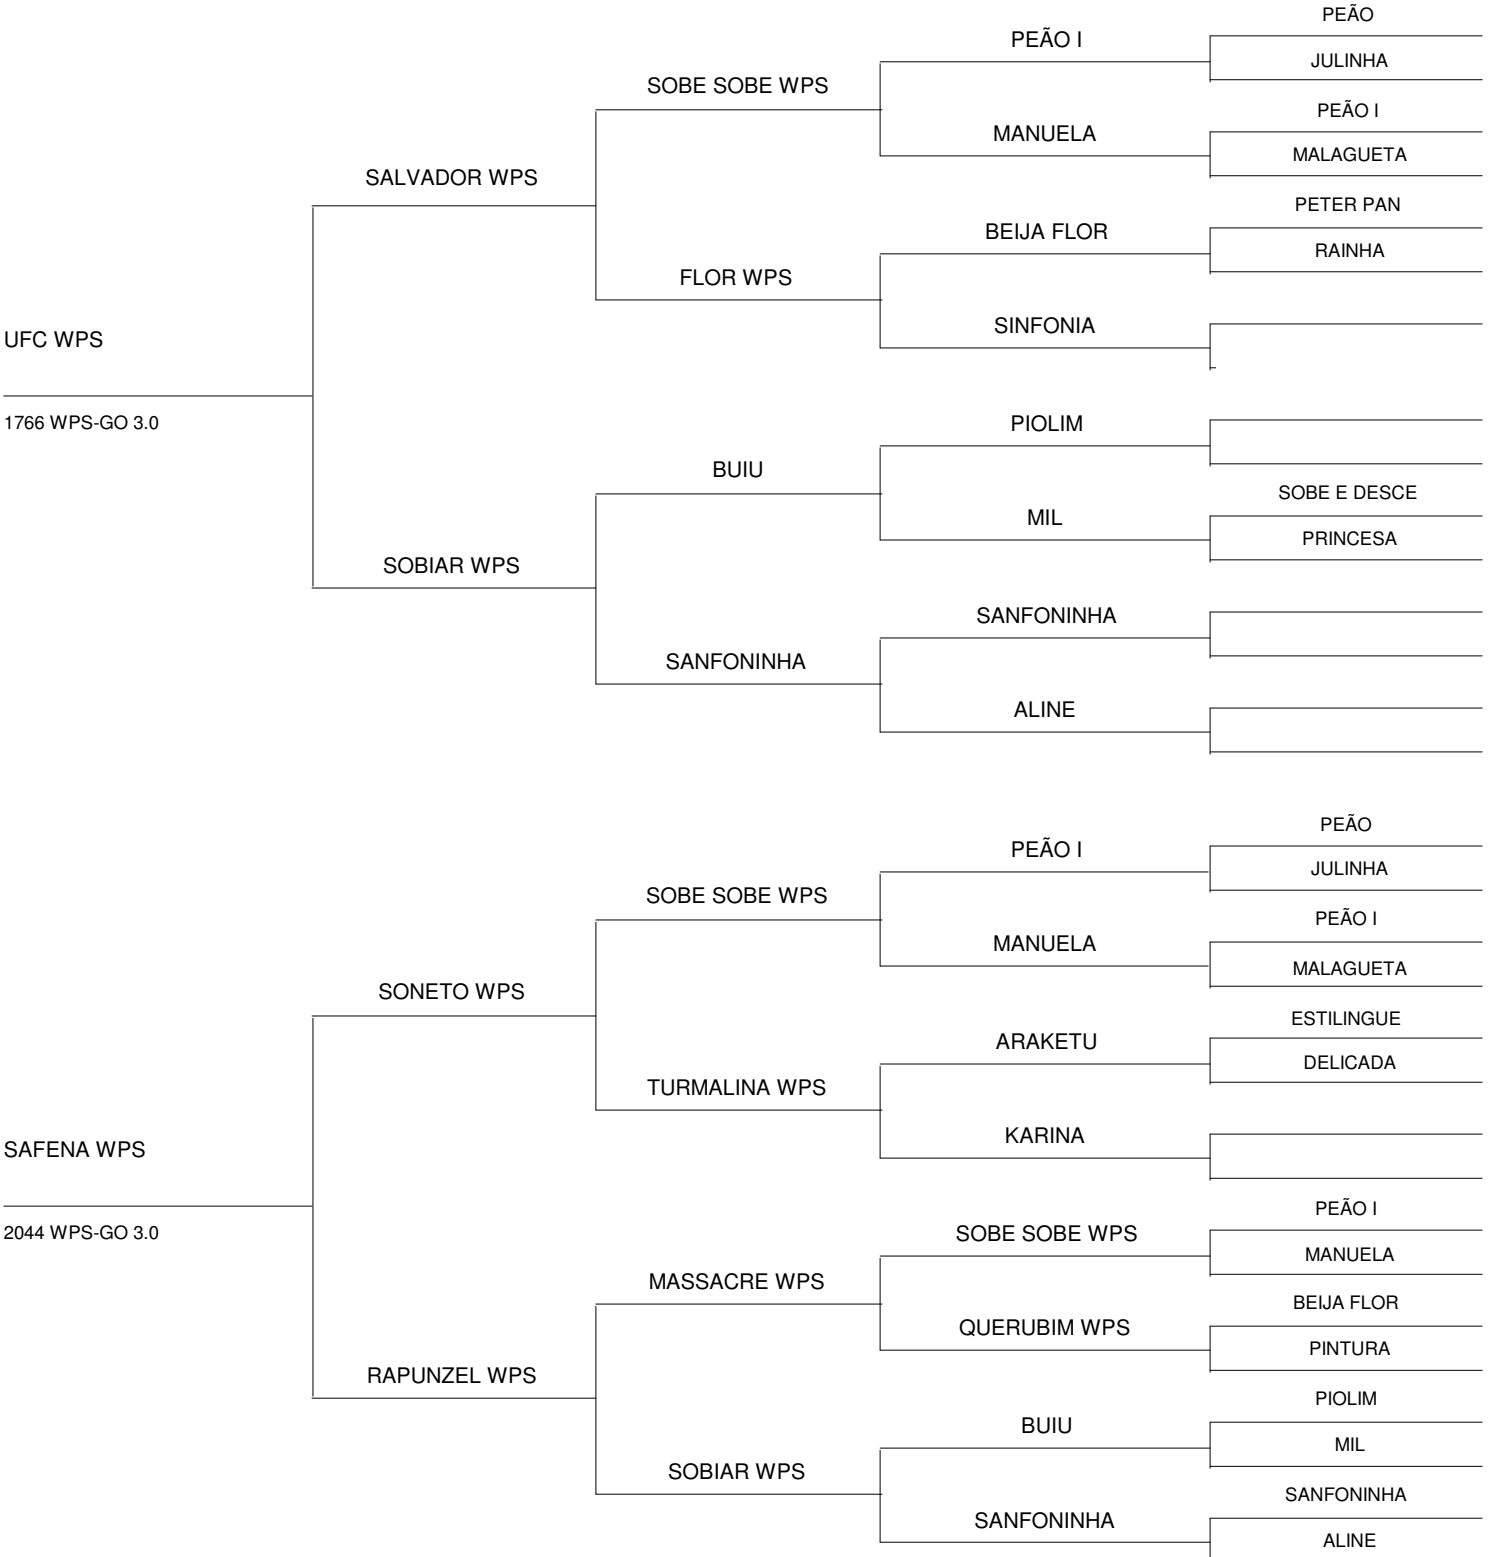 PEÃO
PEÃO I
JULINHA
SOBE SOBE WPS
PEÃO I
MANUELA
MALAGUETA
SALVADOR WPS
PETER PAN
BEIJA FLOR
RAINHA
FLOR WPS
SINFONIA
UFC WPS
1766 WPS-GO 3.0
PIOLIM
BUIU
SOBE E DESCE
MIL
PRINCESA
SOBIAR WPS
SANFONINHA
SANFONINHA
ALINE
PEÃO
PEÃO I
JULINHA
SOBE SOBE WPS
PEÃO I
MANUELA
MALAGUETA
SONETO WPS
ESTILINGUE
ARAKETU
DELICADA
TURMALINA WPS
KARINA
SAFENA WPS
2044 WPS-GO 3.0
PEÃO I
SOBE SOBE WPS
MANUELA
MASSACRE WPS
BEIJA FLOR
QUERUBIM WPS
PINTURA
RAPUNZEL WPS
PIOLIM
BUIU
MIL
SOBIAR WPS
SANFONINHA
SANFONINHA
ALINE